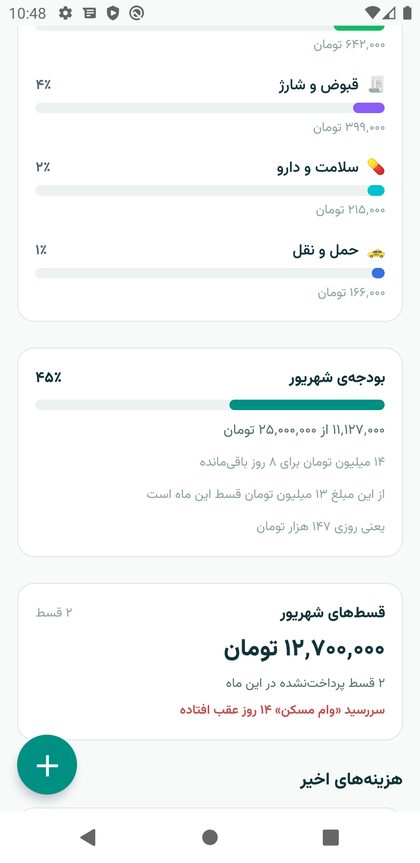 10:48
۶۴۲,۰۰۰ تومان
قبوض و شارژ ۴٪
۳۹۹,۰۰۰ تومان
سلامت و دارو ۲٪
۲۱۵,۰۰۰ تومان
حمل و نقل ۱٪
۱۶۶,۰۰۰ تومان
بودجه‌ی شهریور ۴۵٪
۱۱,۱۲۷,۰۰۰ از ۲۵,۰۰۰,۰۰۰ تومان
۱۴ میلیون تومان برای ۸ روز باقی‌مانده
از این مبلغ ۱۳ میلیون تومان قسط این ماه است
یعنی روزی ۱۴۷ هزار تومان
قسط‌های شهریور ۲ قسط
۱۲,۷۰۰,۰۰۰ تومان
۲ قسط پرداخت‌نشده در این ماه
سررسید «وام مسکن» ۱۴ روز عقب افتاده
هزینه‌های اخیر